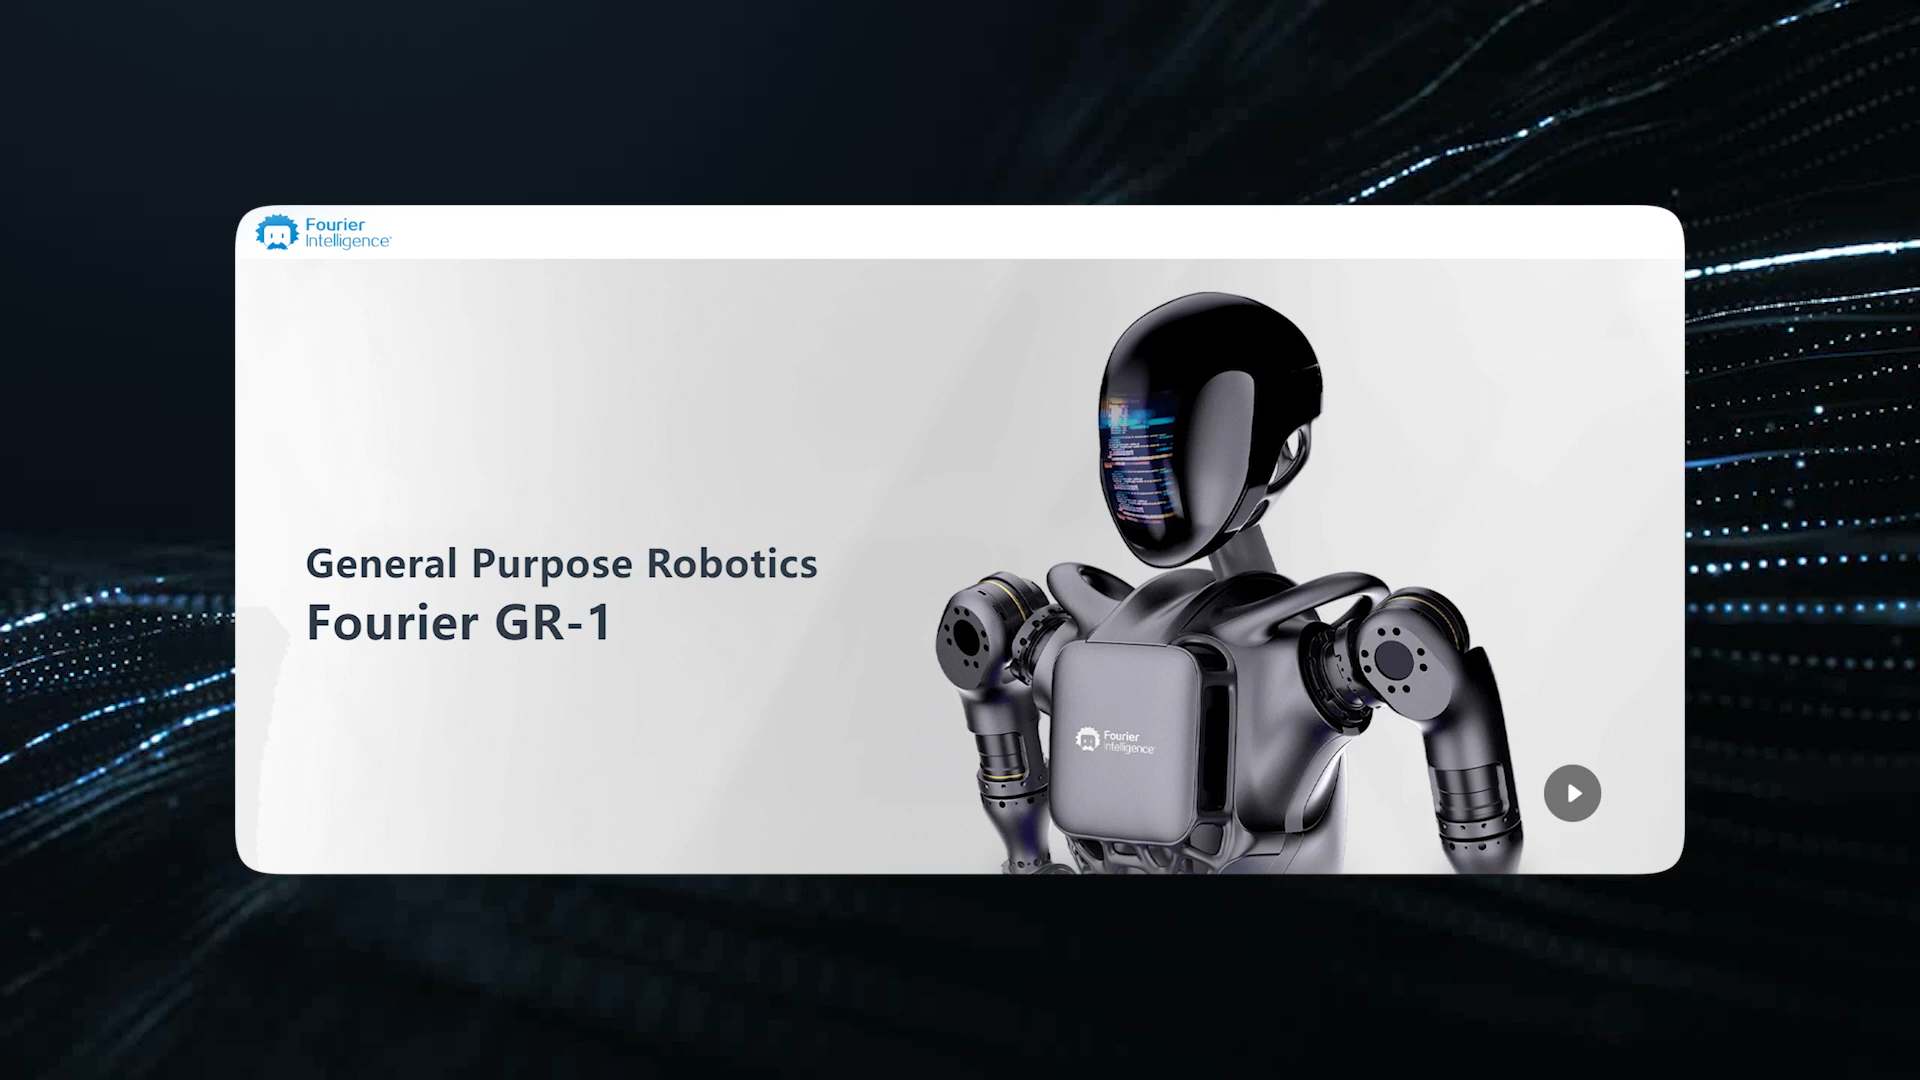 Fourier
Intelligence
General Purpose Robotics
Fourier GR-1
Fourier
Intelligence